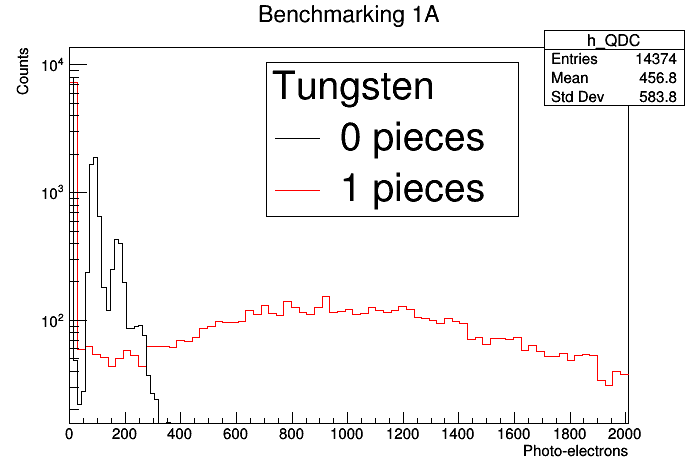 Benchmarking 1A
h_QDC
Entries 14374
Mean 456.8
Std Dev 583.8
Counts
Tungsten
0 pieces
1 pieces
10⁴
10³
10²
0 200 400 600 800 1000 1200 1400 1600 1800 2000
Photo-electrons